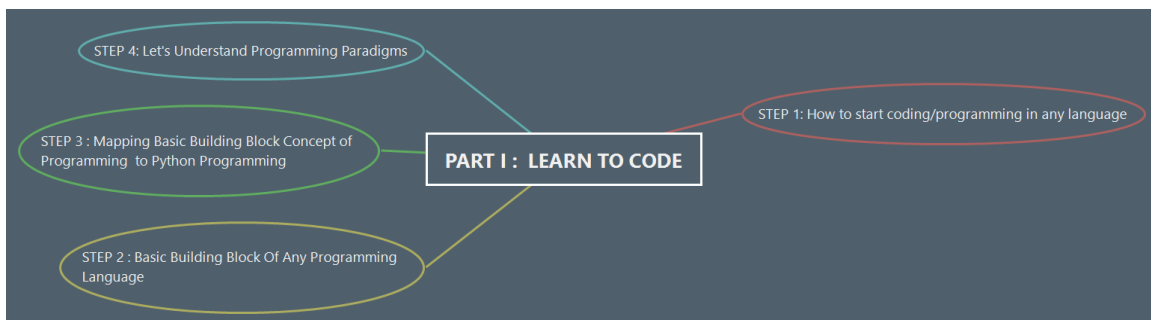 STEP 4: Let's Understand Programming Paradigms
STEP 1: How to start coding/programming in any language
STEP 3 : Mapping Basic Building Block Concept of
Programming  to Python Programming
PART I :  LEARN TO CODE
STEP 2 : Basic Building Block Of Any Programming
Language